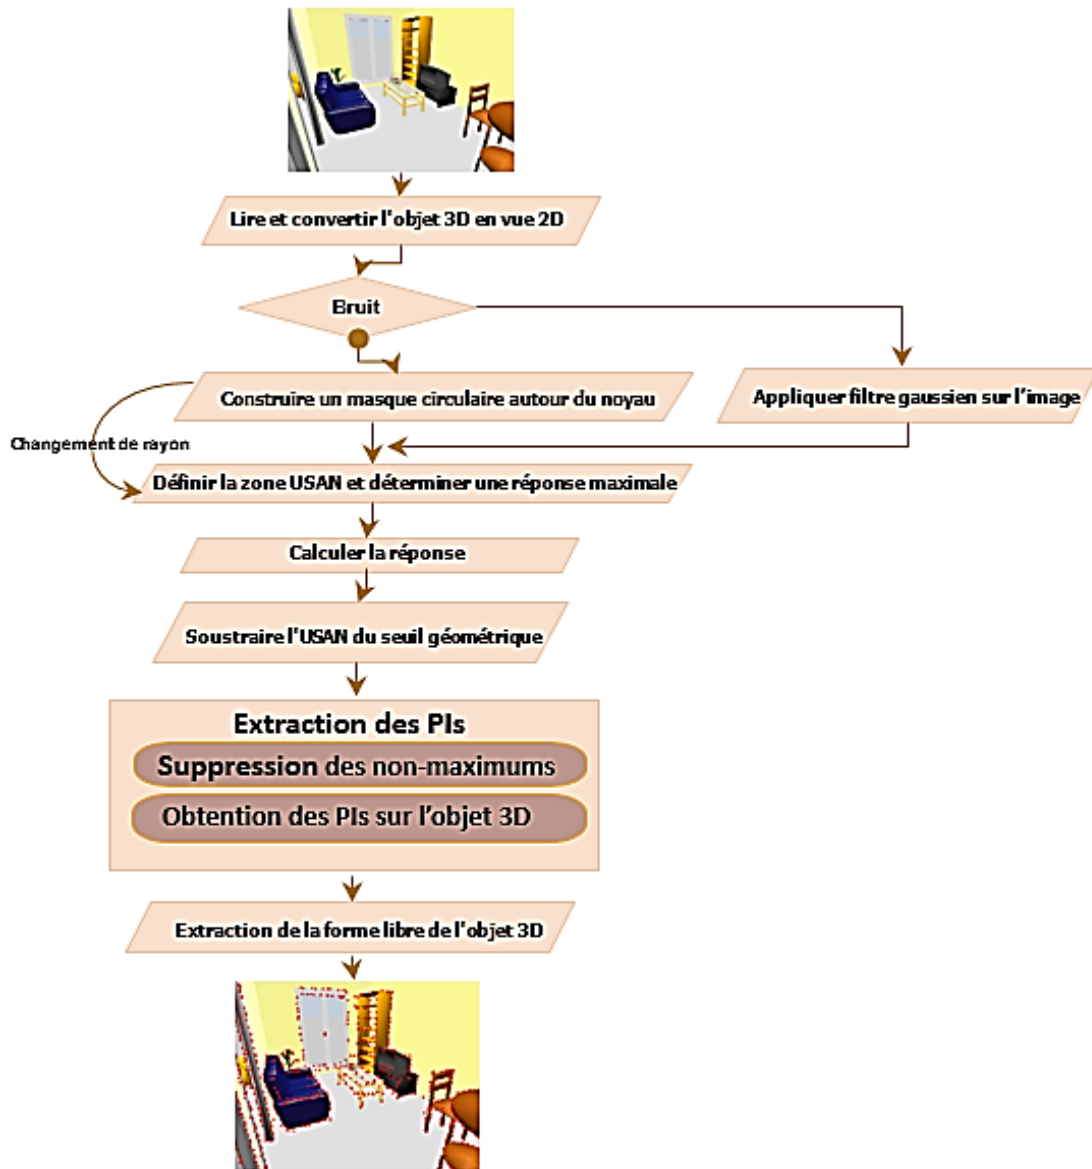 Lire et convertir l'objet 3D en vue 2D
Bruit
Construire un masque circulaire autour du noyau
Appliquer filtre gaussien sur l'image
Changement de rayon
Définir la zone USAN et déterminer une réponse maximale
Calculer la réponse
Soustraire l'USAN du seuil géométrique
Extraction des PIs
Suppression des non-maximums
Obtention des PIs sur l'objet 3D
Extraction de la forme libre de l'objet 3D